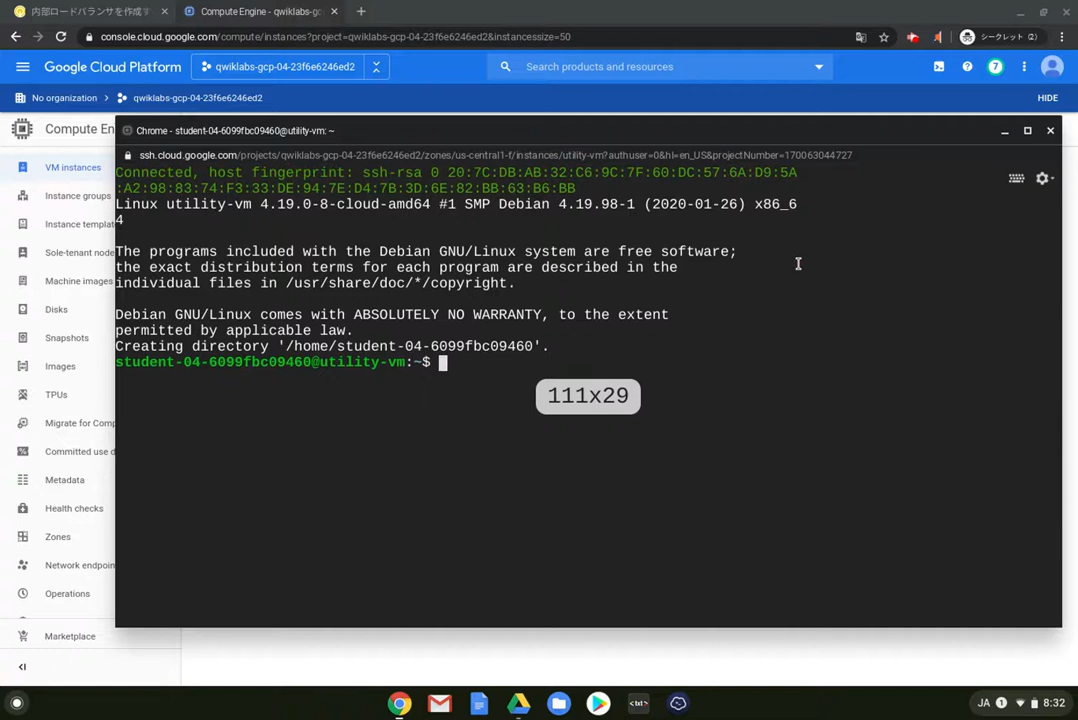 内部ロードバランサを作成す
Compute Engine - qwiklabs-gc
console.cloud.google.com/compute/instances?project=qwiklabs-gcp-04-23f6e6246ed2&instancessize=50
シークレット (2)
Google Cloud Platform
qwiklabs-gcp-04-23f6e6246ed2
Search products and resources
7
No organization
qwiklabs-gcp-04-23f6e6246ed2
HIDE
Compute En
Chrome - student-04-6099fbc09460@utility-vm: ~
ssh.cloud.google.com/projects/qwiklabs-gcp-04-23f6e6246ed2/zones/us-central1-f/instances/utility-vm?authuser=0&hl=en_US&projectNumber=170063044727
VM instances
Instance groups
Instance templat
Sole-tenant node
Machine images
Disks
Snapshots
Images
TPUs
Migrate for Comp
Committed use d
Metadata
Health checks
Zones
Network endpoin
Operations
Marketplace
Connected, host fingerprint: ssh-rsa 0 20:7C:DB:AB:32:C6:9C:7F:60:DC:57:6A:D9:5A
:A2:98:83:74:F3:33:DE:94:7E:D4:7B:3D:6E:82:BB:63:B6:BB
Linux utility-vm 4.19.0-8-cloud-amd64 #1 SMP Debian 4.19.98-1 (2020-01-26) x86_6
4
The programs included with the Debian GNU/Linux system are free software;
the exact distribution terms for each program are described in the
individual files in /usr/share/doc/*/copyright.
Debian GNU/Linux comes with ABSOLUTELY NO WARRANTY, to the extent
permitted by applicable law.
Creating directory '/home/student-04-6099fbc09460'.
student-04-6099fbc09460@utility-vm:~$
111x29
<txt>
JA 1 8:32